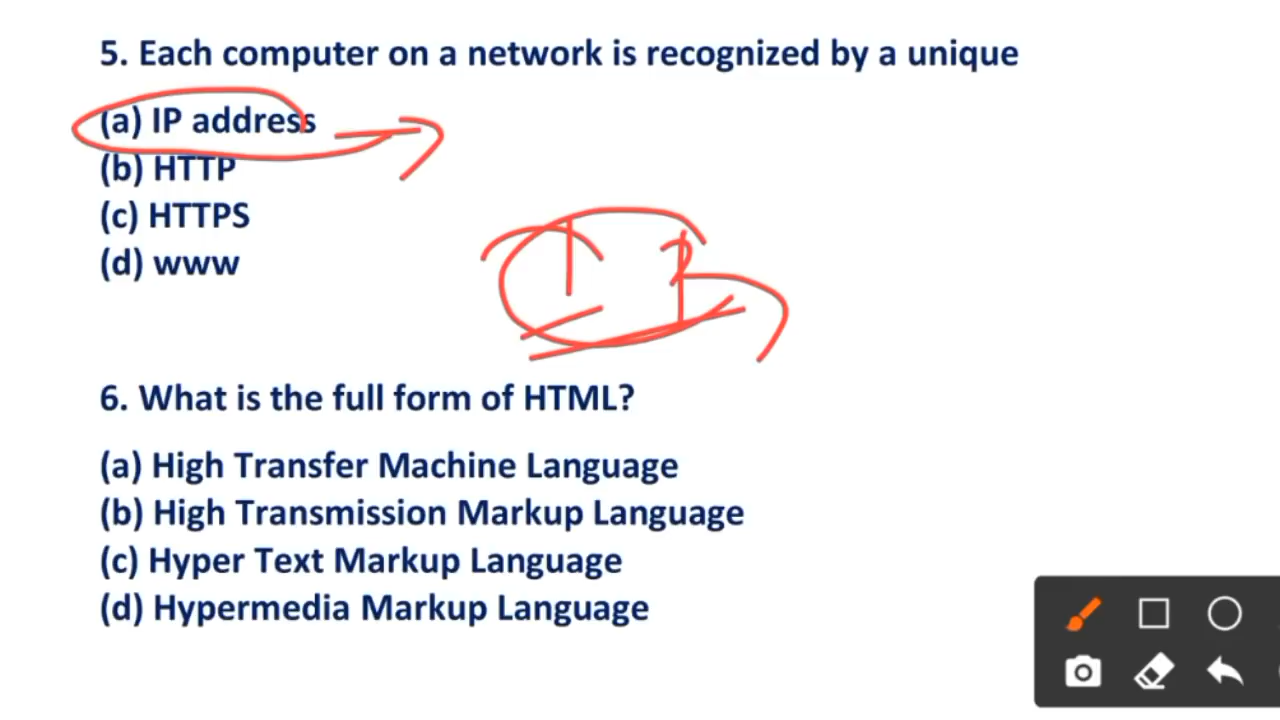 5. Each computer on a network is recognized by a unique
(a) IP address
(b) HTTP
(c) HTTPS
(d) www
IP
6. What is the full form of HTML?
(a) High Transfer Machine Language
(b) High Transmission Markup Language
(c) Hyper Text Markup Language
(d) Hypermedia Markup Language